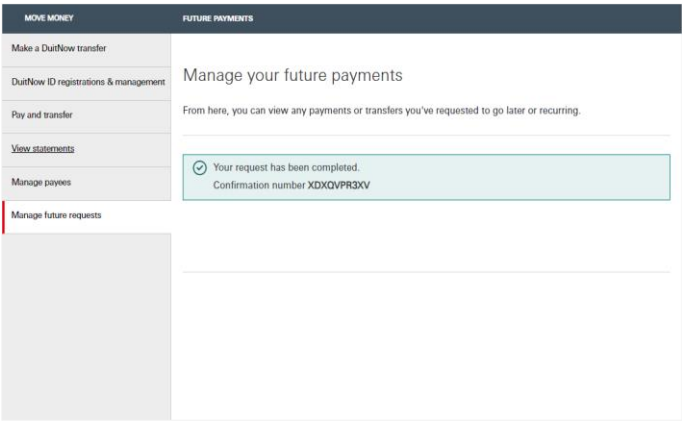 MOVE MONEY
FUTURE PAYMENTS
Make a DuitNow transfer
DuitNow ID registrations & management
Pay and transfer
View statements
Manage payees
Manage future requests
Manage your future payments
From here, you can view any payments or transfers you've requested to go later or recurring.
Your request has been completed.
Confirmation number XDXQVPR3XV